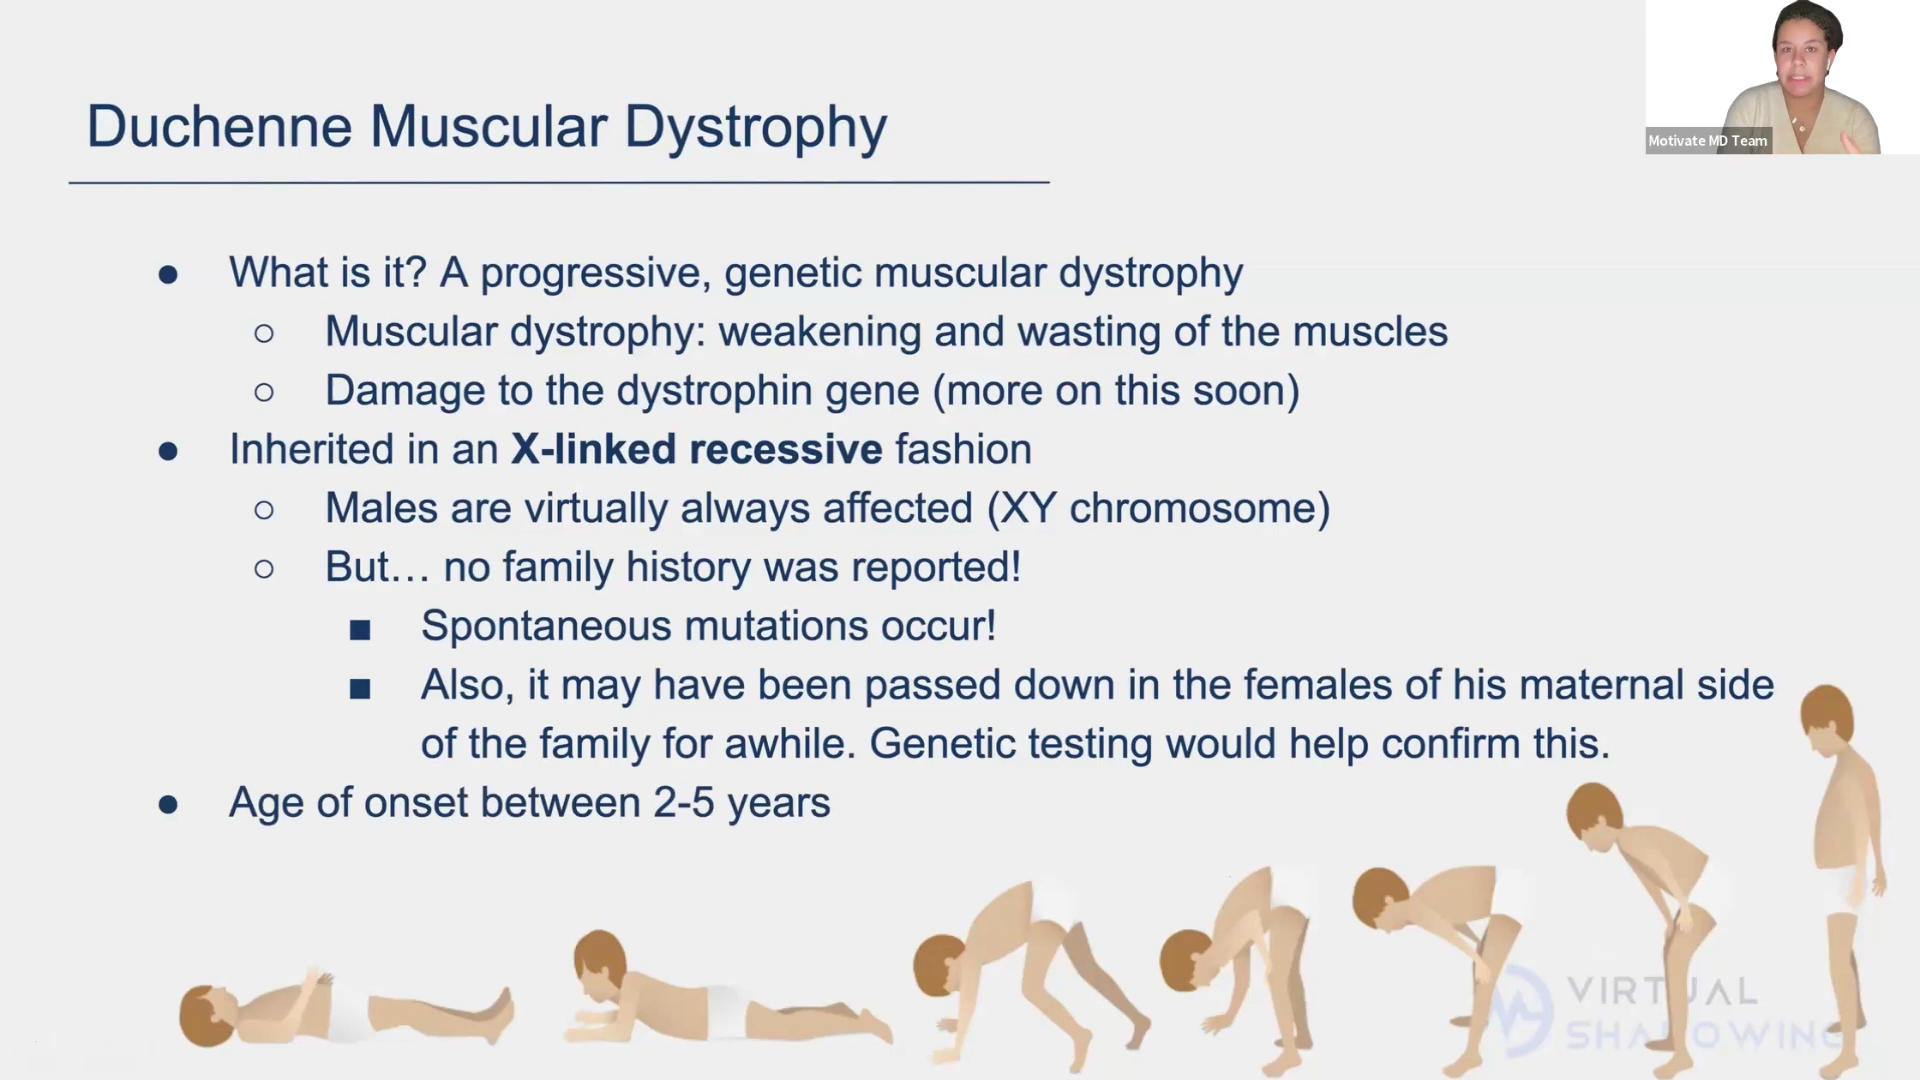 Duchenne Muscular Dystrophy
Motivate MD Team
● What is it? A progressive, genetic muscular dystrophy
○ Muscular dystrophy: weakening and wasting of the muscles
○ Damage to the dystrophin gene (more on this soon)
● Inherited in an X-linked recessive fashion
○ Males are virtually always affected (XY chromosome)
○ But… no family history was reported!
■ Spontaneous mutations occur!
■ Also, it may have been passed down in the females of his maternal side
of the family for awhile. Genetic testing would help confirm this.
● Age of onset between 2-5 years
VIRTUAL
SHADOWING